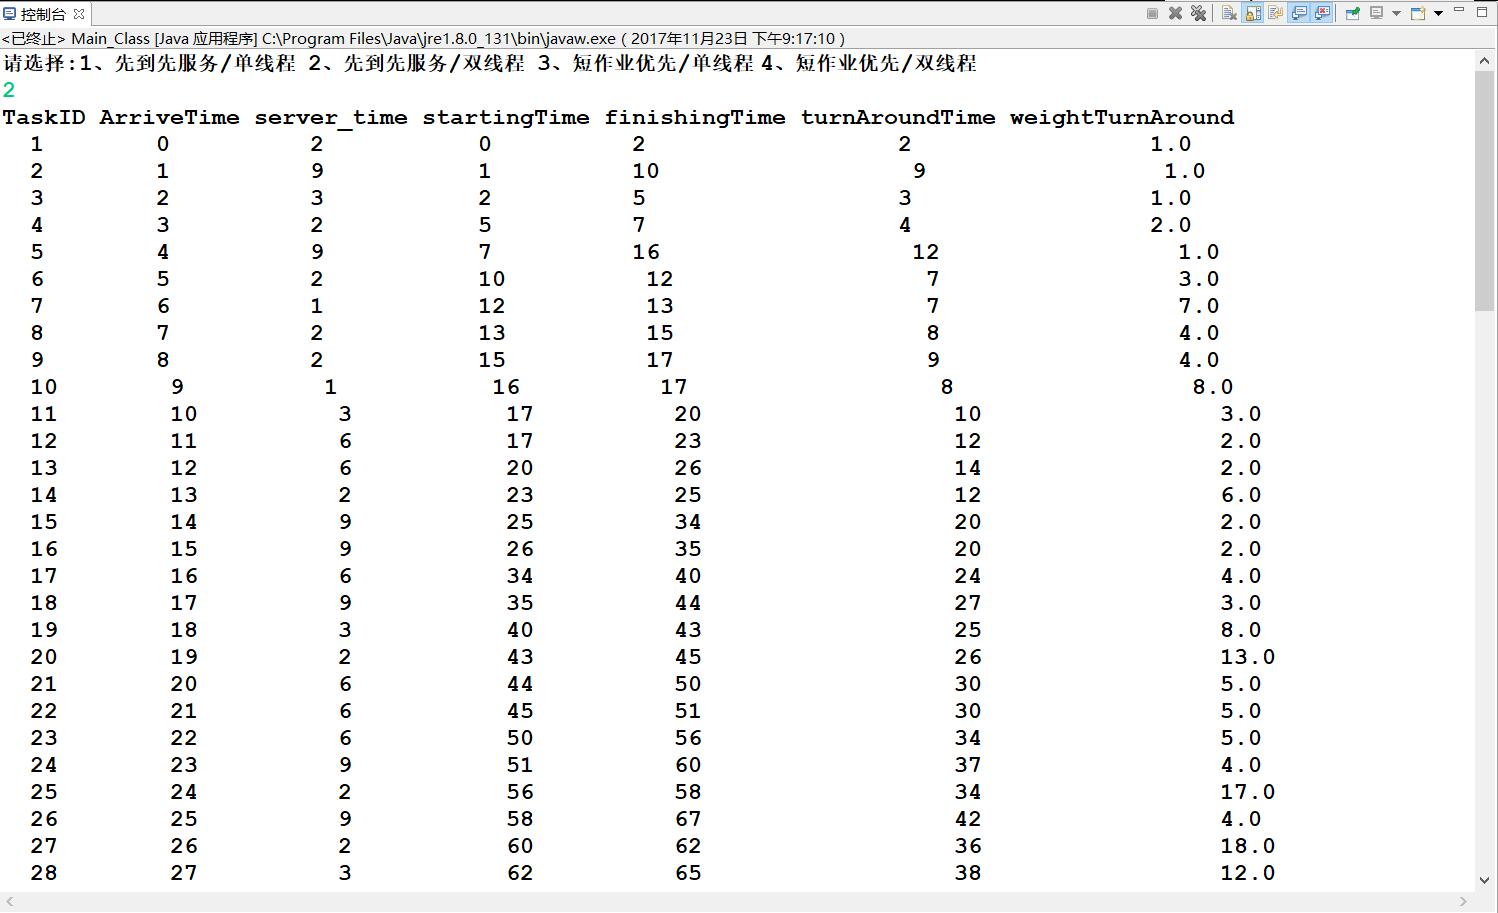 控制台
<已终止> Main_Class [Java 应用程序] C:\Program Files\Java\jre1.8.0_131\bin\javaw.exe ( 2017年11月23日 下午9:17:10 )
请选择:1、先到先服务/单线程 2、先到先服务/双线程 3、短作业优先/单线程 4、短作业优先/双线程
2
TaskID ArriveTime server_time startingTime finishingTime turnAroundTime weightTurnAround
1 0 2 0 2 2 1.0
2 1 9 1 10 9 1.0
3 2 3 2 5 3 1.0
4 3 2 5 7 4 2.0
5 4 9 7 16 12 1.0
6 5 2 10 12 7 3.0
7 6 1 12 13 7 7.0
8 7 2 13 15 8 4.0
9 8 2 15 17 9 4.0
10 9 1 16 17 8 8.0
11 10 3 17 20 10 3.0
12 11 6 17 23 12 2.0
13 12 6 20 26 14 2.0
14 13 2 23 25 12 6.0
15 14 9 25 34 20 2.0
16 15 9 26 35 20 2.0
17 16 6 34 40 24 4.0
18 17 9 35 44 27 3.0
19 18 3 40 43 25 8.0
20 19 2 43 45 26 13.0
21 20 6 44 50 30 5.0
22 21 6 45 51 30 5.0
23 22 6 50 56 34 5.0
24 23 9 51 60 37 4.0
25 24 2 56 58 34 17.0
26 25 9 58 67 42 4.0
27 26 2 60 62 36 18.0
28 27 3 62 65 38 12.0